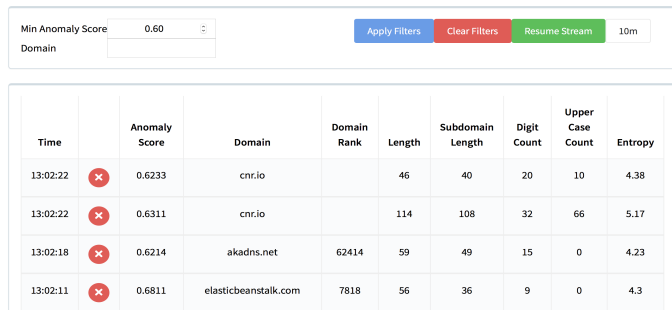 Min Anomaly Score 0.60 Apply Filters Clear Filters Resume Stream 10m
Domain
Time Anomaly Score Domain Domain Rank Length Subdomain Length Digit Count Upper Case Count Entropy
13:02:22 0.6233 cnr.io 46 40 20 10 4.38
13:02:22 0.6311 cnr.io 114 108 32 66 5.17
13:02:18 0.6214 akadns.net 62414 59 49 15 0 4.23
13:02:11 0.6811 elasticbeanstalk.com 7818 56 36 9 0 4.3